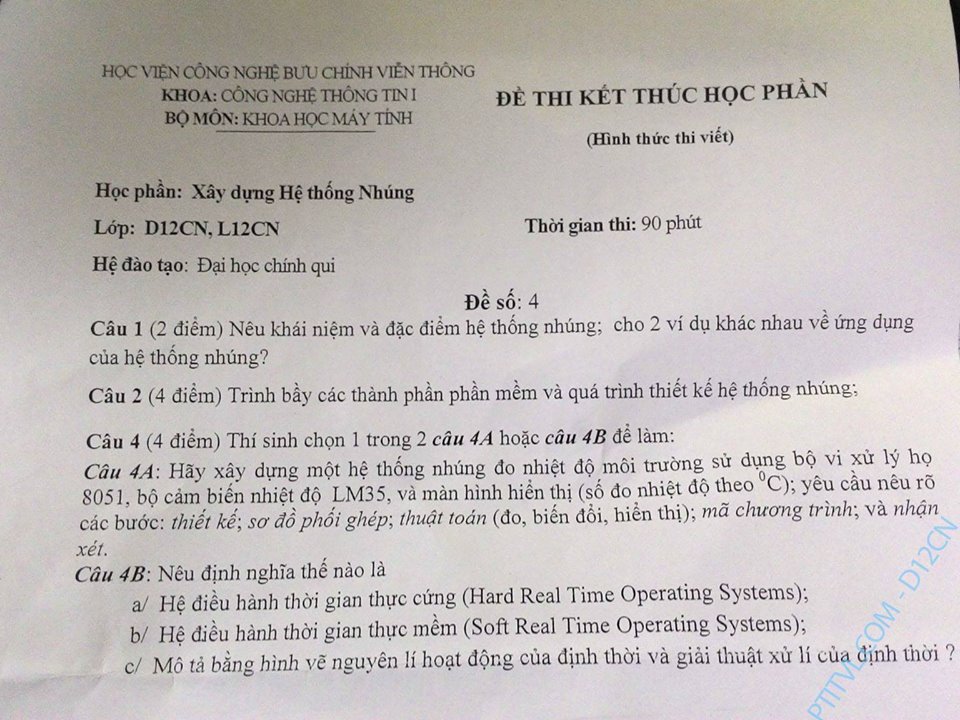 HỌC VIỆN CÔNG NGHỆ BƯU CHÍNH VIỄN THÔNG
KHOA: CÔNG NGHỆ THÔNG TIN I
BỘ MÔN: KHOA HỌC MÁY TÍNH
ĐỀ THI KẾT THÚC HỌC PHẦN
(Hình thức thi viết)
Học phần: Xây dựng Hệ thống Nhúng
Lớp: D12CN, L12CN
Thời gian thi: 90 phút
Hệ đào tạo: Đại học chính qui
Đề số: 4
Câu 1 (2 điểm) Nêu khái niệm và đặc điểm hệ thống nhúng; cho 2 ví dụ khác nhau về ứng dụng
của hệ thống nhúng?
Câu 2 (4 điểm) Trình bầy các thành phần phần mềm và quá trình thiết kế hệ thống nhúng;
Câu 4 (4 điểm) Thí sinh chọn 1 trong 2 câu 4A hoặc câu 4B để làm:
Câu 4A: Hãy xây dựng một hệ thống nhúng đo nhiệt độ môi trường sử dụng bộ vi xử lý họ
8051, bộ cảm biến nhiệt độ LM35, và màn hình hiển thị (số đo nhiệt độ theo ⁰C); yêu cầu nêu rõ
các bước: thiết kế; sơ đồ phối ghép; thuật toán (đo, biến đổi, hiển thị); mã chương trình; và nhận
xét.
Câu 4B: Nêu định nghĩa thế nào là
a/ Hệ điều hành thời gian thực cứng (Hard Real Time Operating Systems);
b/ Hệ điều hành thời gian thực mềm (Soft Real Time Operating Systems);
c/ Mô tả bằng hình vẽ nguyên lí hoạt động của định thời và giải thuật xử lí của định thời ?
PTITTVL.COM - D12CN